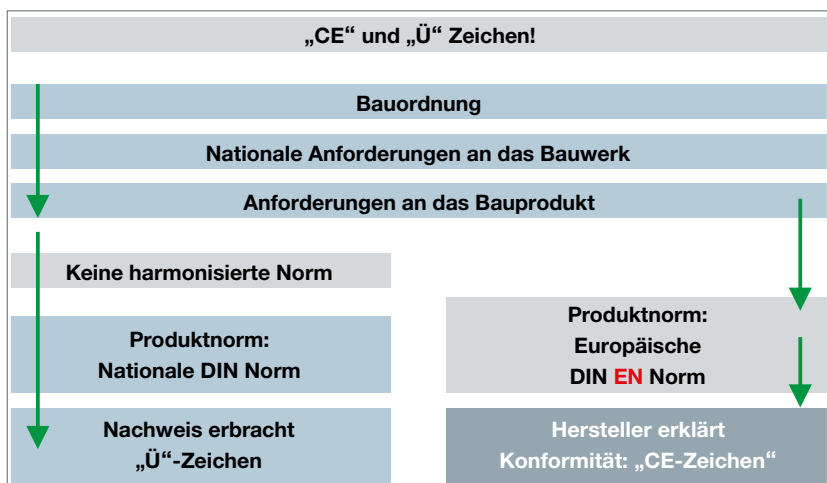 „CE“ und „Ü“ Zeichen!
Bauordnung
Nationale Anforderungen an das Bauwerk
Anforderungen an das Bauprodukt
Keine harmonisierte Norm
Produktnorm:
Nationale DIN Norm
Nachweis erbracht
„Ü“-Zeichen
Produktnorm:
Europäische
DIN EN Norm
Hersteller erklärt
Konformität: „CE-Zeichen“